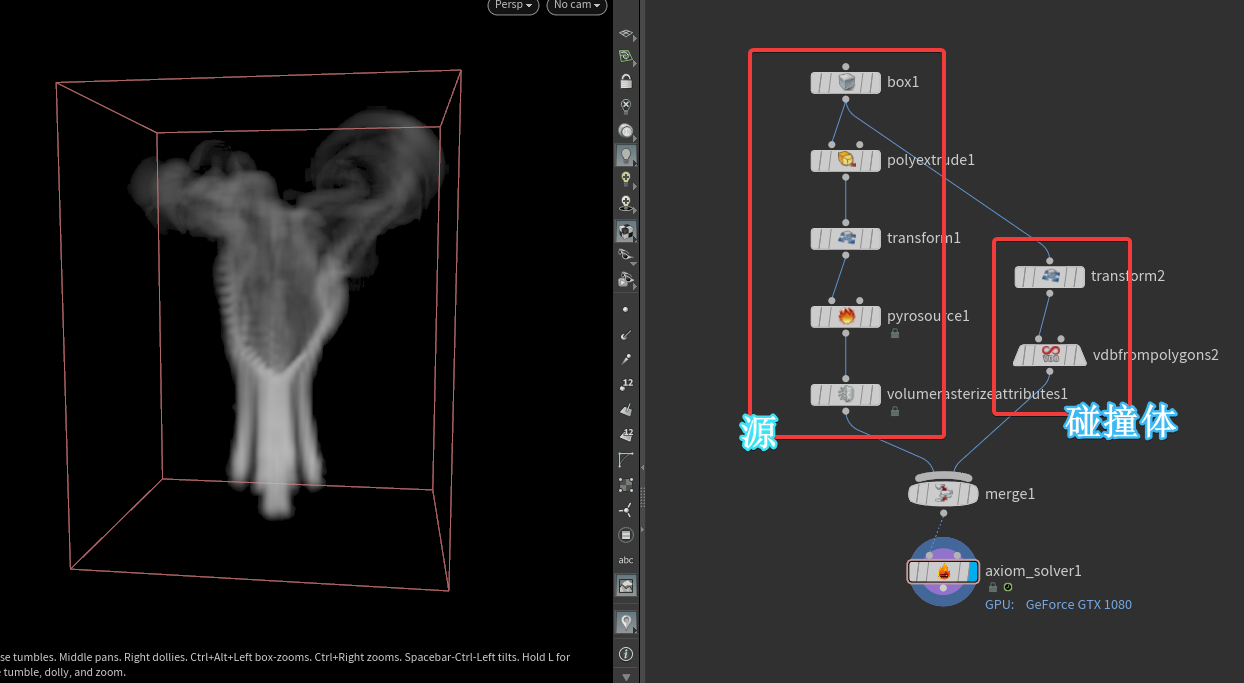 Persp
No cam
box1
polyextrude1
transform1
transform2
pyrosource1
vdbfrompolygons2
volumerasterizeattributes1
源
碰撞体
merge1
axiom_solver1
GPU: GeForce GTX 1080
12
12
abc
se tumbles. Middle pans. Right dollies. Ctrl+Alt+Left box-zooms. Ctrl+Right zooms. Spacebar-Ctrl-Left tilts. Hold L for
tumble, dolly, and zoom.